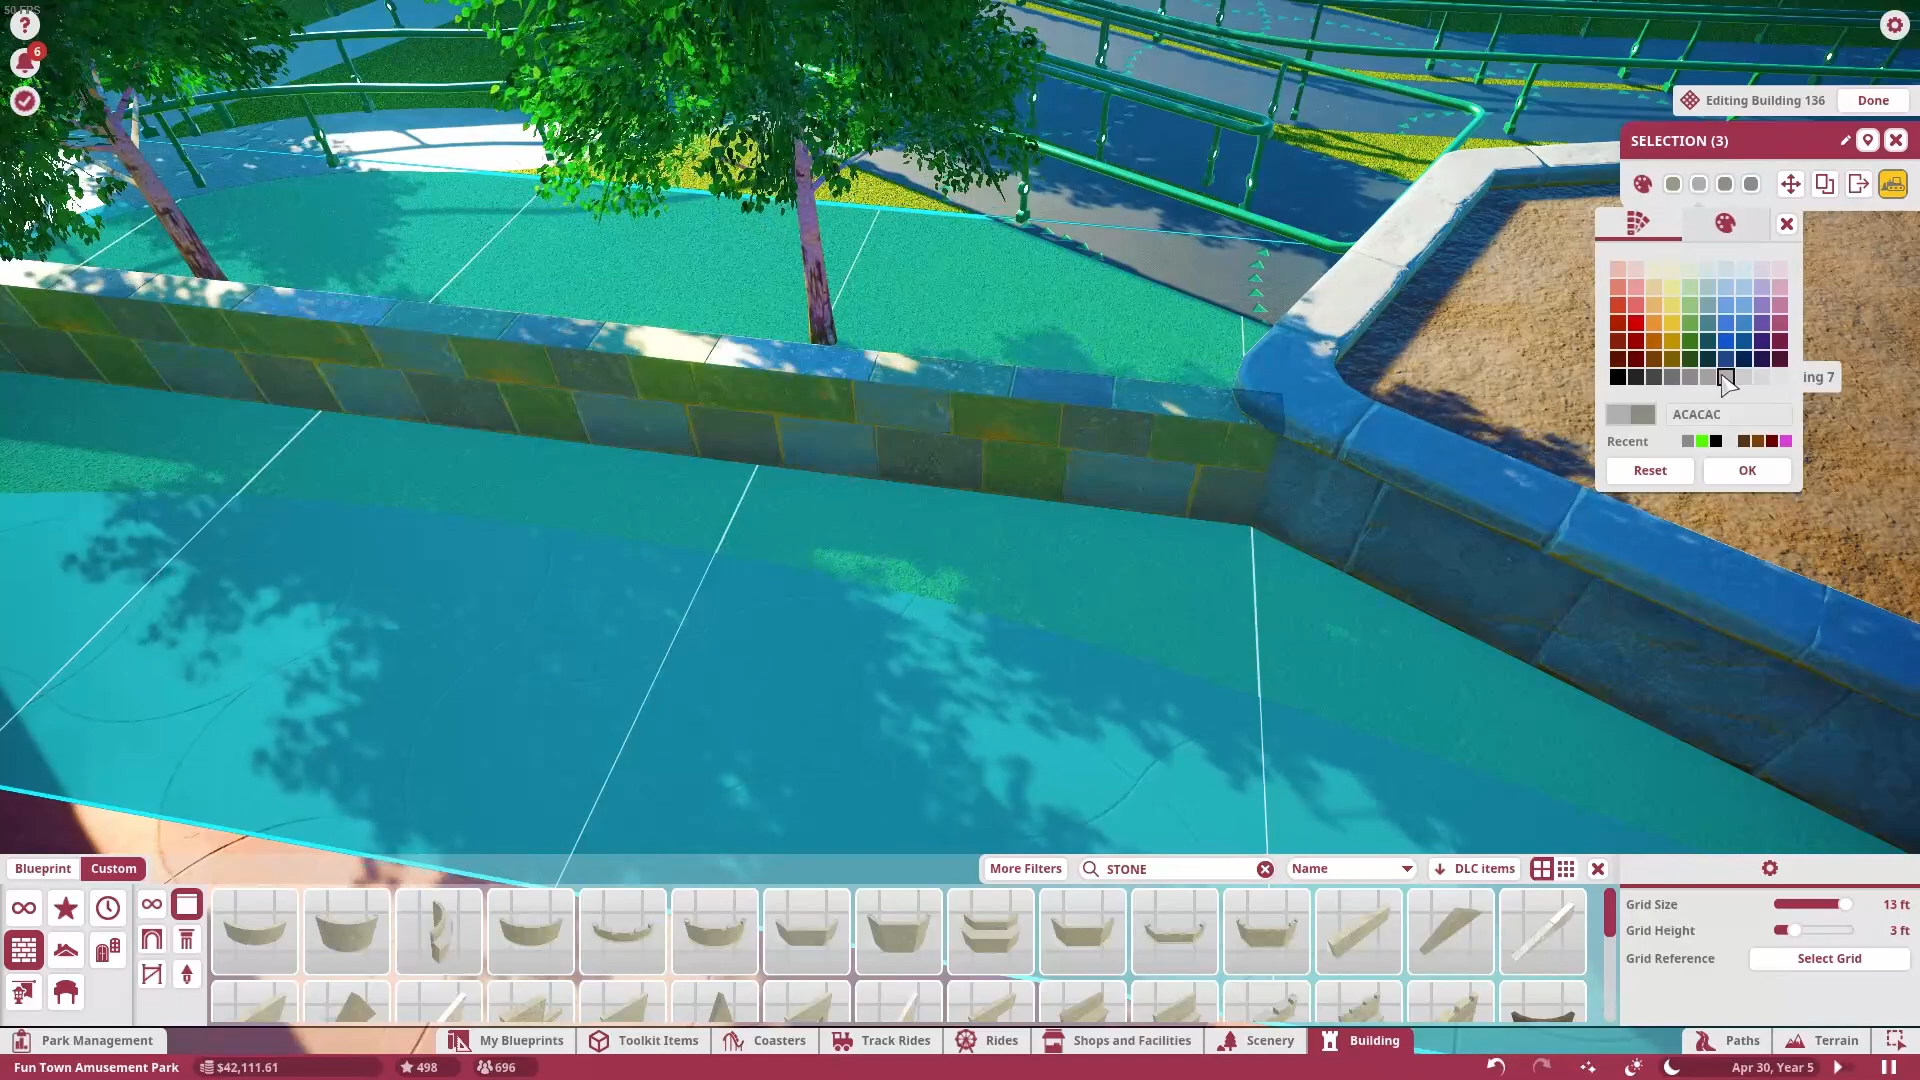 50 FPS
?
6
Editing Building 136
Done
SELECTION (3)
ing 7
ACACAC
Recent
Reset
OK
Blueprint
Custom
More Filters
STONE
Name
DLC items
Grid Size
13 ft
Grid Height
3 ft
Grid Reference
Select Grid
Park Management
My Blueprints
Toolkit Items
Coasters
Track Rides
Rides
Shops and Facilities
Scenery
Building
Paths
Terrain
Fun Town Amusement Park
$42,111.61
498
696
Apr 30, Year 5